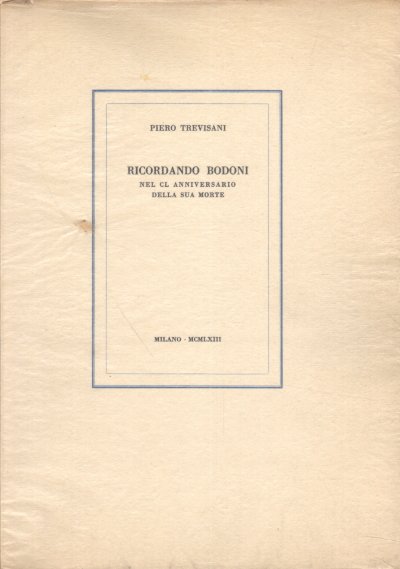 PIERO TREVISANI
RICORDANDO BODONI
NEL CL ANNIVERSARIO
DELLA SUA MORTE
MILANO - MCMLXIII